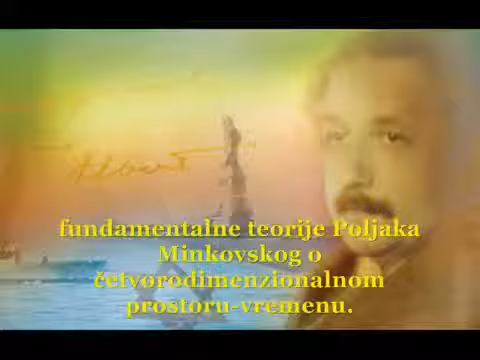 fundamentalne teorije Poljaka
Minkovskog o
četvorodimenzionalnom
prostoru-vremenu.